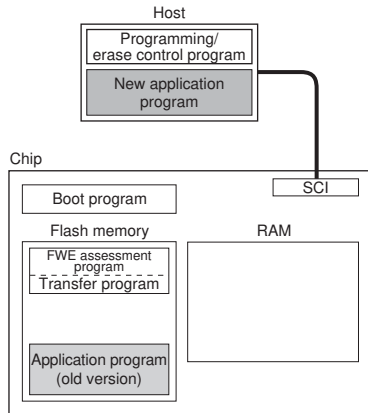 Host
Programming/
erase control program
New application
program
Chip
SCI
Boot program
Flash memory
RAM
FWE assessment
program
Transfer program
Application program
(old version)